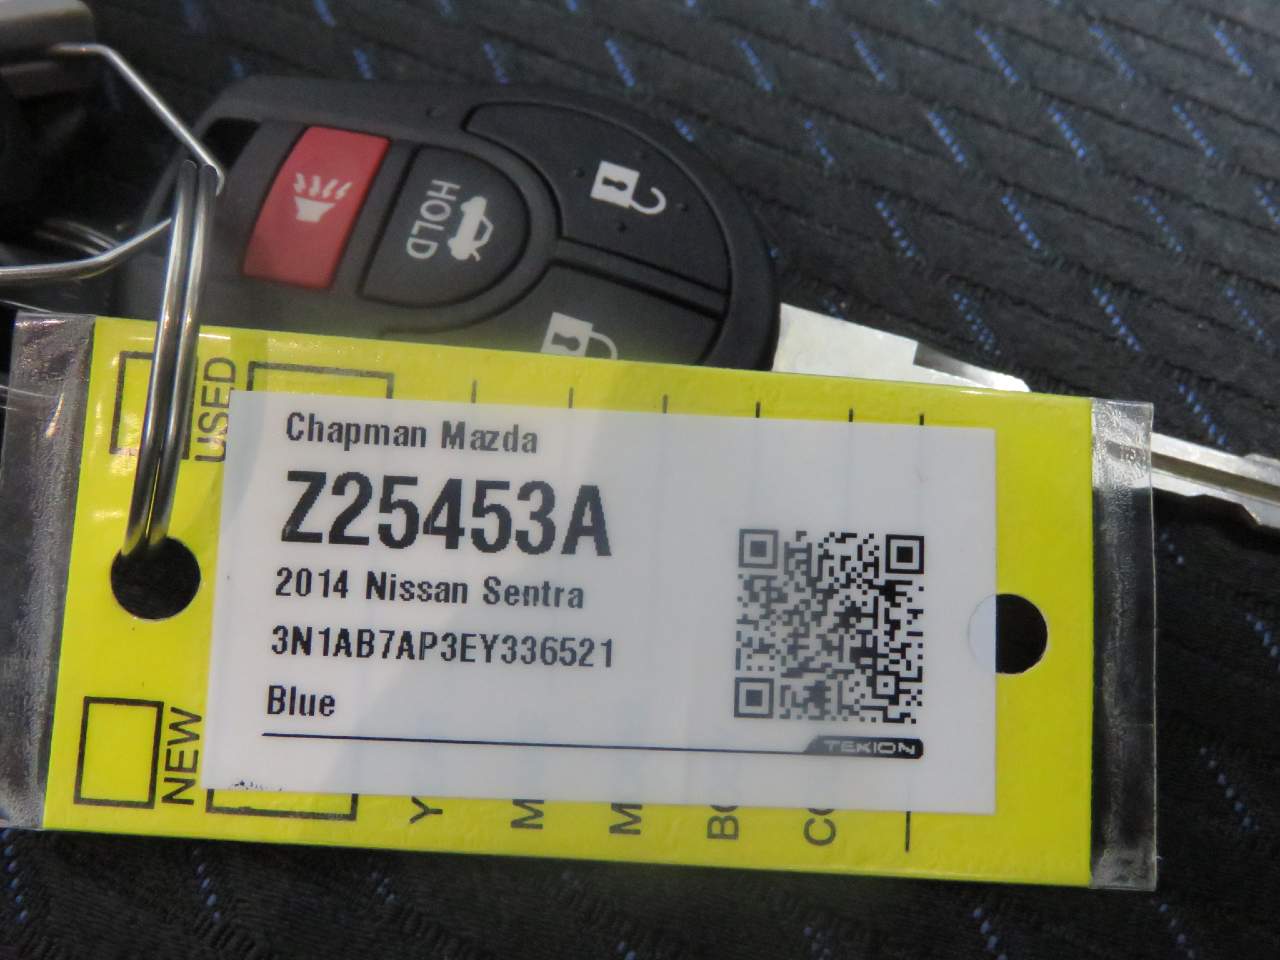 HOLD
USED
Chapman Mazda
Z25453A
2014 Nissan Sentra
3N1AB7AP3EY336521
Blue
TEKION
NEW